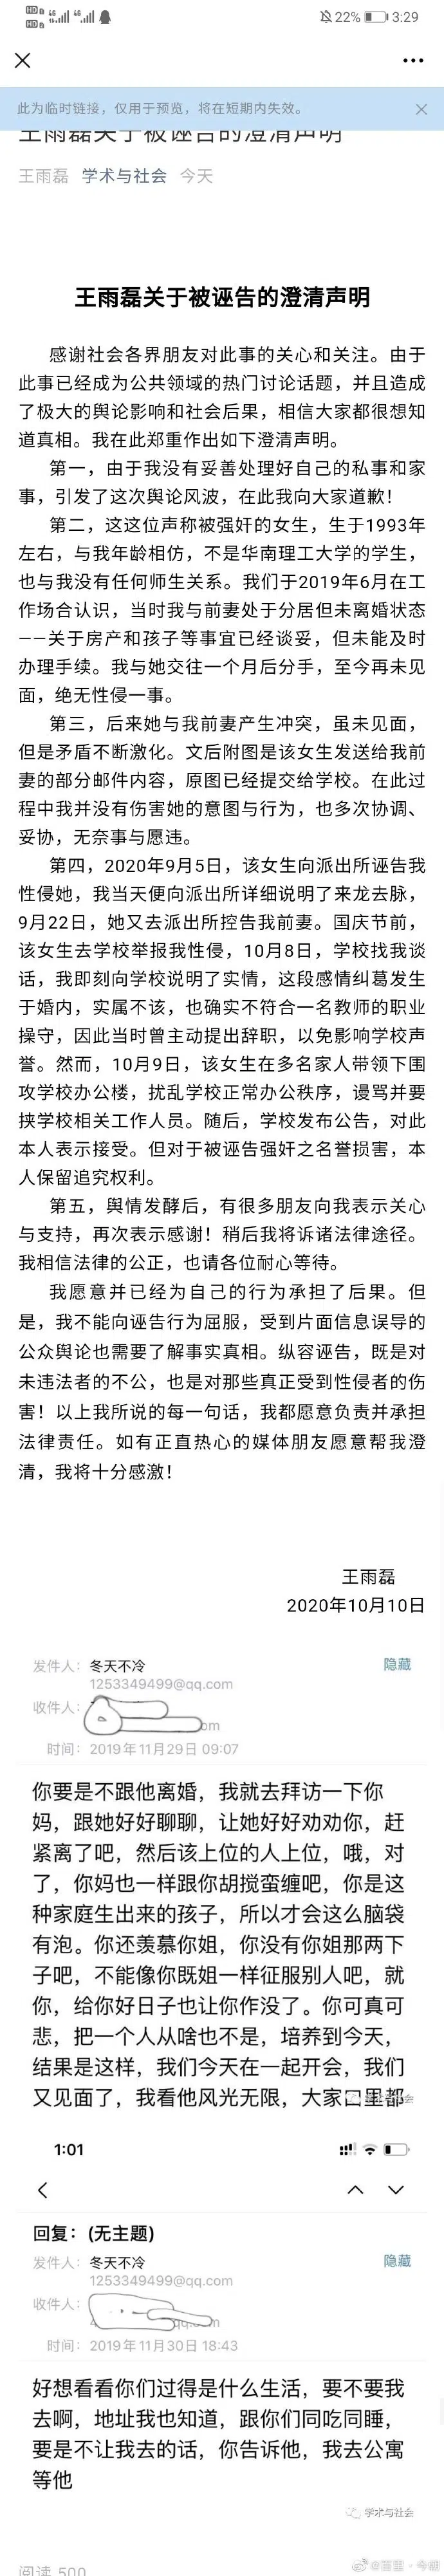 22% 3:29
此为临时链接，仅用于预览，将在短期内失效。
王雨磊关于被诬告的澄清声明
王雨磊 学术与社会 今天
王雨磊关于被诬告的澄清声明
感谢社会各界朋友对此事的关心和关注。由于
此事已经成为公共领域的热门讨论话题，并且造成
了极大的舆论影响和社会后果，相信大家都很想知
道真相。我在此郑重作出如下澄清声明。
第一，由于我没有妥善处理好自己的私事和家
事，引发了这次舆论风波，在此我向大家道歉！
第二，这这位声称被强奸的女生，生于1993年
左右，与我年龄相仿，不是华南理工大学的学生，
也与我没有任何师生关系。我们于2019年6月在工
作场合认识，当时我与前妻处于分居但未离婚状态
——关于房产和孩子等事宜已经谈妥，但未能及时
办理手续。我与她交往一个月后分手，至今再未见
面，绝无性侵一事。
第三，后来她与我前妻产生冲突，虽未见面，
但是矛盾不断激化。文后附图是该女生发送给我前
妻的部分邮件内容，原图已经提交给学校。在此过
程中我并没有伤害她的意图与行为，也多次协调、
妥协，无奈事与愿违。
第四，2020年9月5日，该女生向派出所诬告我
性侵她，我当天便向派出所详细说明了来龙去脉，
9月22日，她又去派出所控告我前妻。国庆节前，
该女生去学校举报我性侵，10月8日，学校找我谈
话，我即刻向学校说明了实情，这段感情纠葛发生
于婚内，实属不该，也确实不符合一名教师的职业
操守，因此当时曾主动提出辞职，以免影响学校声
誉。然而，10月9日，该女生在多名家人带领下围
攻学校办公楼，扰乱学校正常办公秩序，谩骂并要
挟学校相关工作人员。随后，学校发布公告，对此
本人表示接受。但对于被诬告强奸之名誉损害，本
人保留追究权利。
第五，舆情发酵后，有很多朋友向我表示关心
与支持，再次表示感谢！稍后我将诉诸法律途径。
我相信法律的公正，也请各位耐心等待。
我愿意并已经为自己的行为承担了后果。但
是，我不能向诬告行为屈服，受到片面信息误导的
公众舆论也需要了解事实真相。纵容诬告，既是对
未违法者的不公，也是对那些真正受到性侵者的伤
害！以上我所说的每一句话，我都愿意负责并承担
法律责任。如有正直热心的媒体朋友愿意帮我澄
清，我将十分感激！
王雨磊
2020年10月10日
发件人： 冬天不冷 隐藏
1253349499@qq.com
收件人：
时间： 2019年11月29日 09:07
你要是不跟他离婚，我就去拜访一下你
妈，跟她好好聊聊，让她好好劝劝你，赶
紧离了吧，然后该上位的人上位，哦，对
了，你妈也一样跟你胡搅蛮缠吧，你是这
种家庭生出来的孩子，所以才会这么脑袋
有泡。你还羡慕你姐，你没有你姐那两下
子吧，不能像你既姐一样征服别人吧，就
你，给你好日子也让你作没了。你可真可
悲，把一个人从啥也不是，培养到今天，
结果是这样，我们今天在一起开会，我们
又见面了，我看他风光无限，大家口里都
1:01
回复：(无主题)
发件人： 冬天不冷 隐藏
1253349499@qq.com
收件人：
时间： 2019年11月30日 18:43
好想看看你们过得是什么生活，要不要我
去啊，地址我也知道，跟你们同吃同睡，
要是不让我去的话，你告诉他，我去公寓
等他
学术与社会
阅读 500